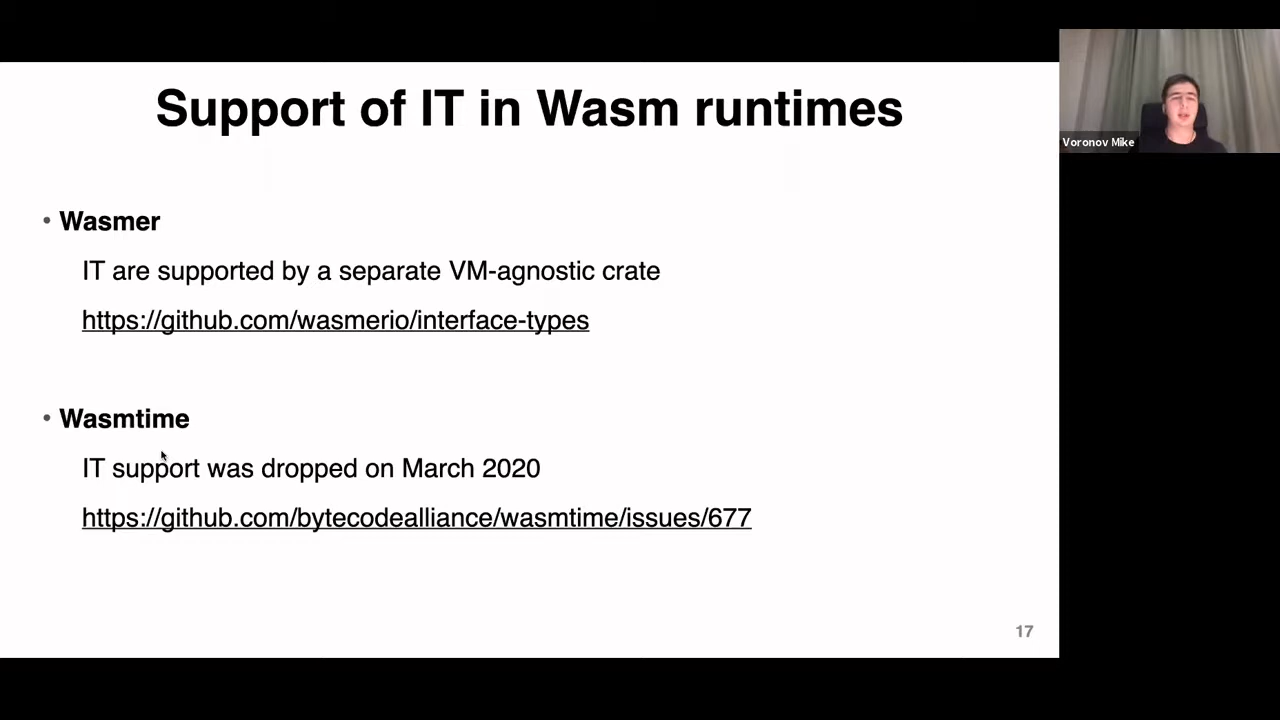 Support of IT in Wasm runtimes
Voronov Mike
• Wasmer
IT are supported by a separate VM-agnostic crate
https://github.com/wasmerio/interface-types
• Wasmtime
IT support was dropped on March 2020
https://github.com/bytecodealliance/wasmtime/issues/677
17